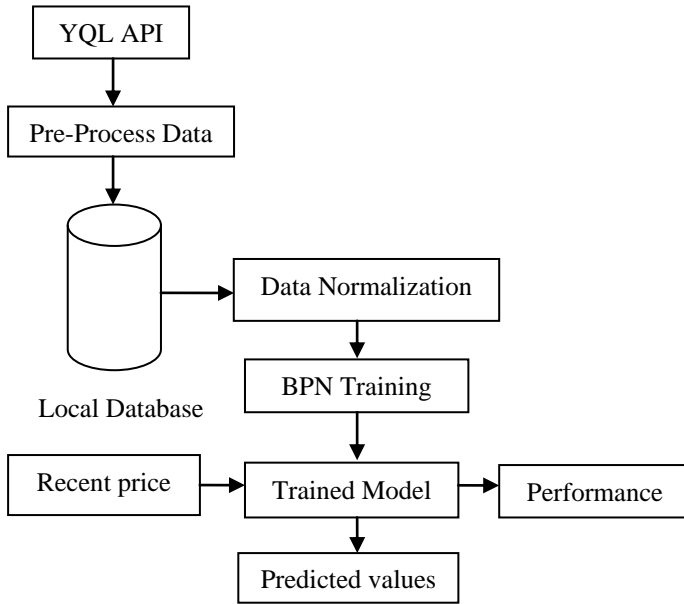 YQL API
Pre-Process Data
Data Normalization
BPN Training
Local Database
Recent price
Trained Model
Performance
Predicted values